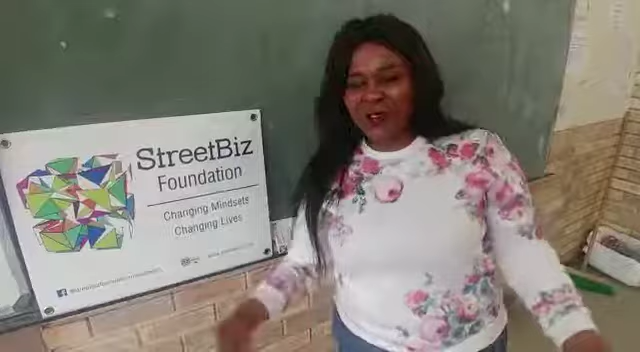 StreetBiz
Foundation
Changing Mindsets
Changing Lives